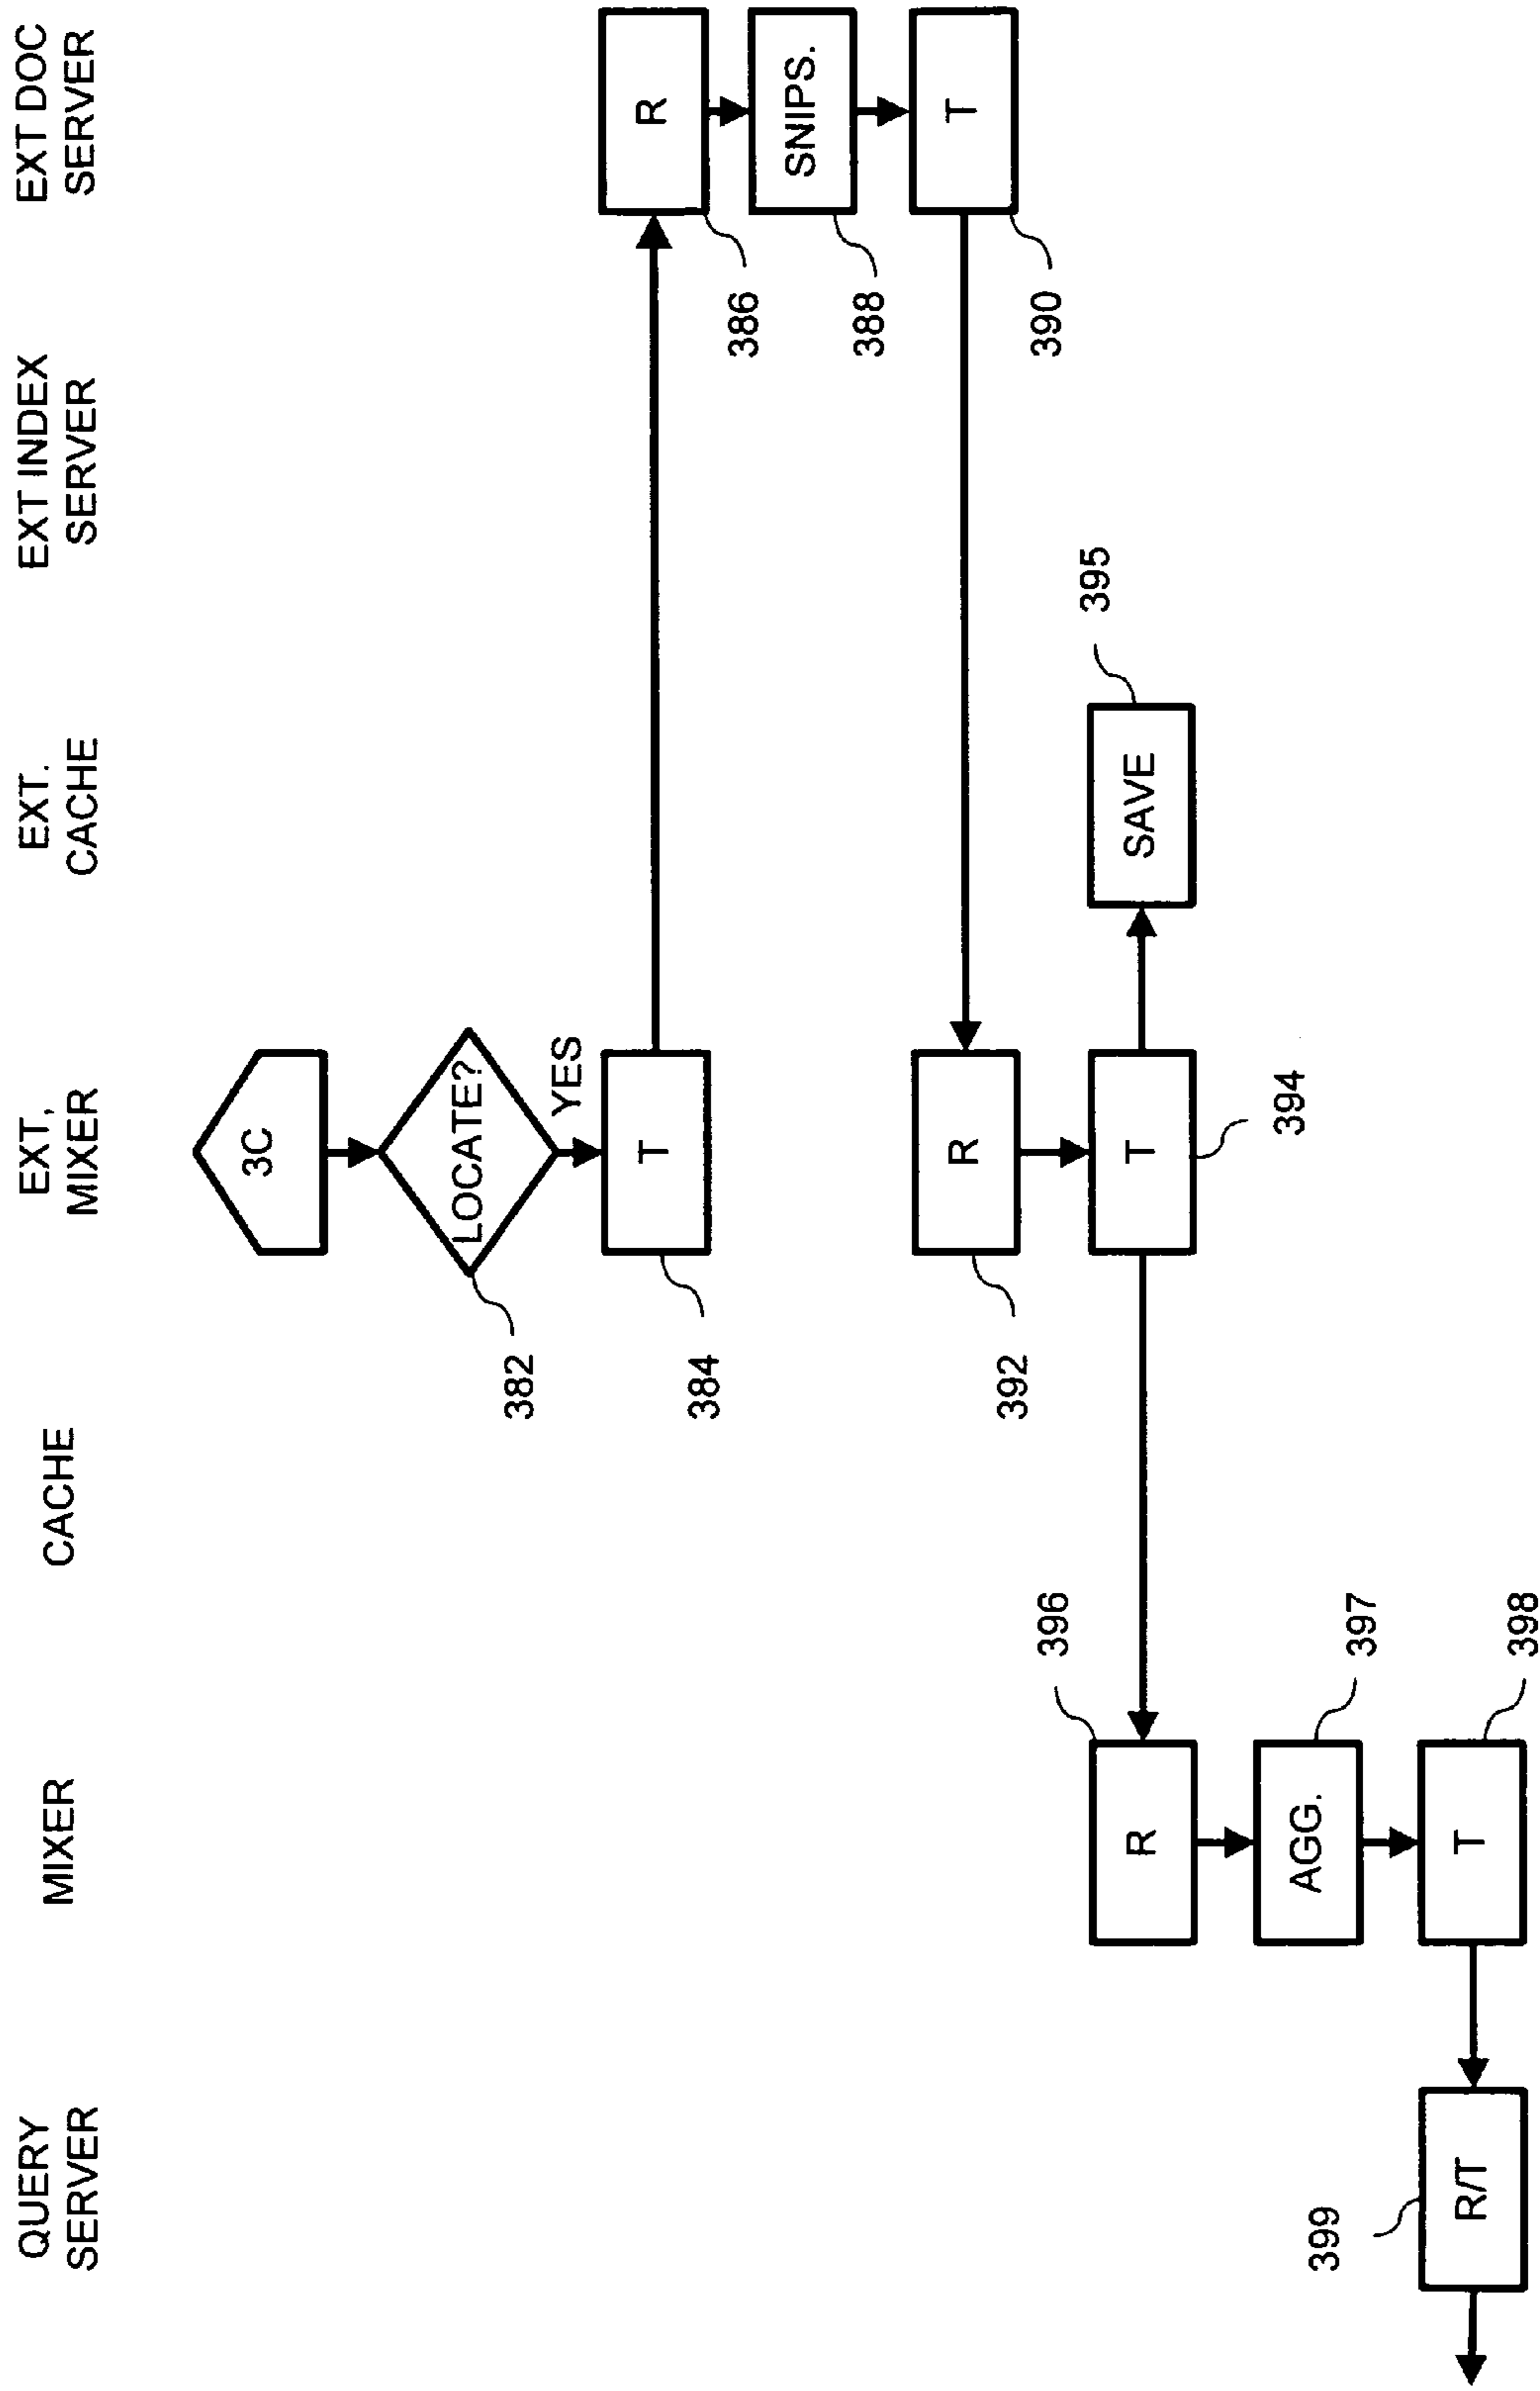 QUERY
SERVER
MIXER
CACHE
EXT,
MIXER
EXT.
CACHE
EXT INDEX
SERVER
EXT DOC
SERVER
3C
LOCATE?
382
YES
T
384
R
386
SNIPS.
388
T
390
R
392
T
394
SAVE
395
R
396
AGG.
397
T
398
R/T
399